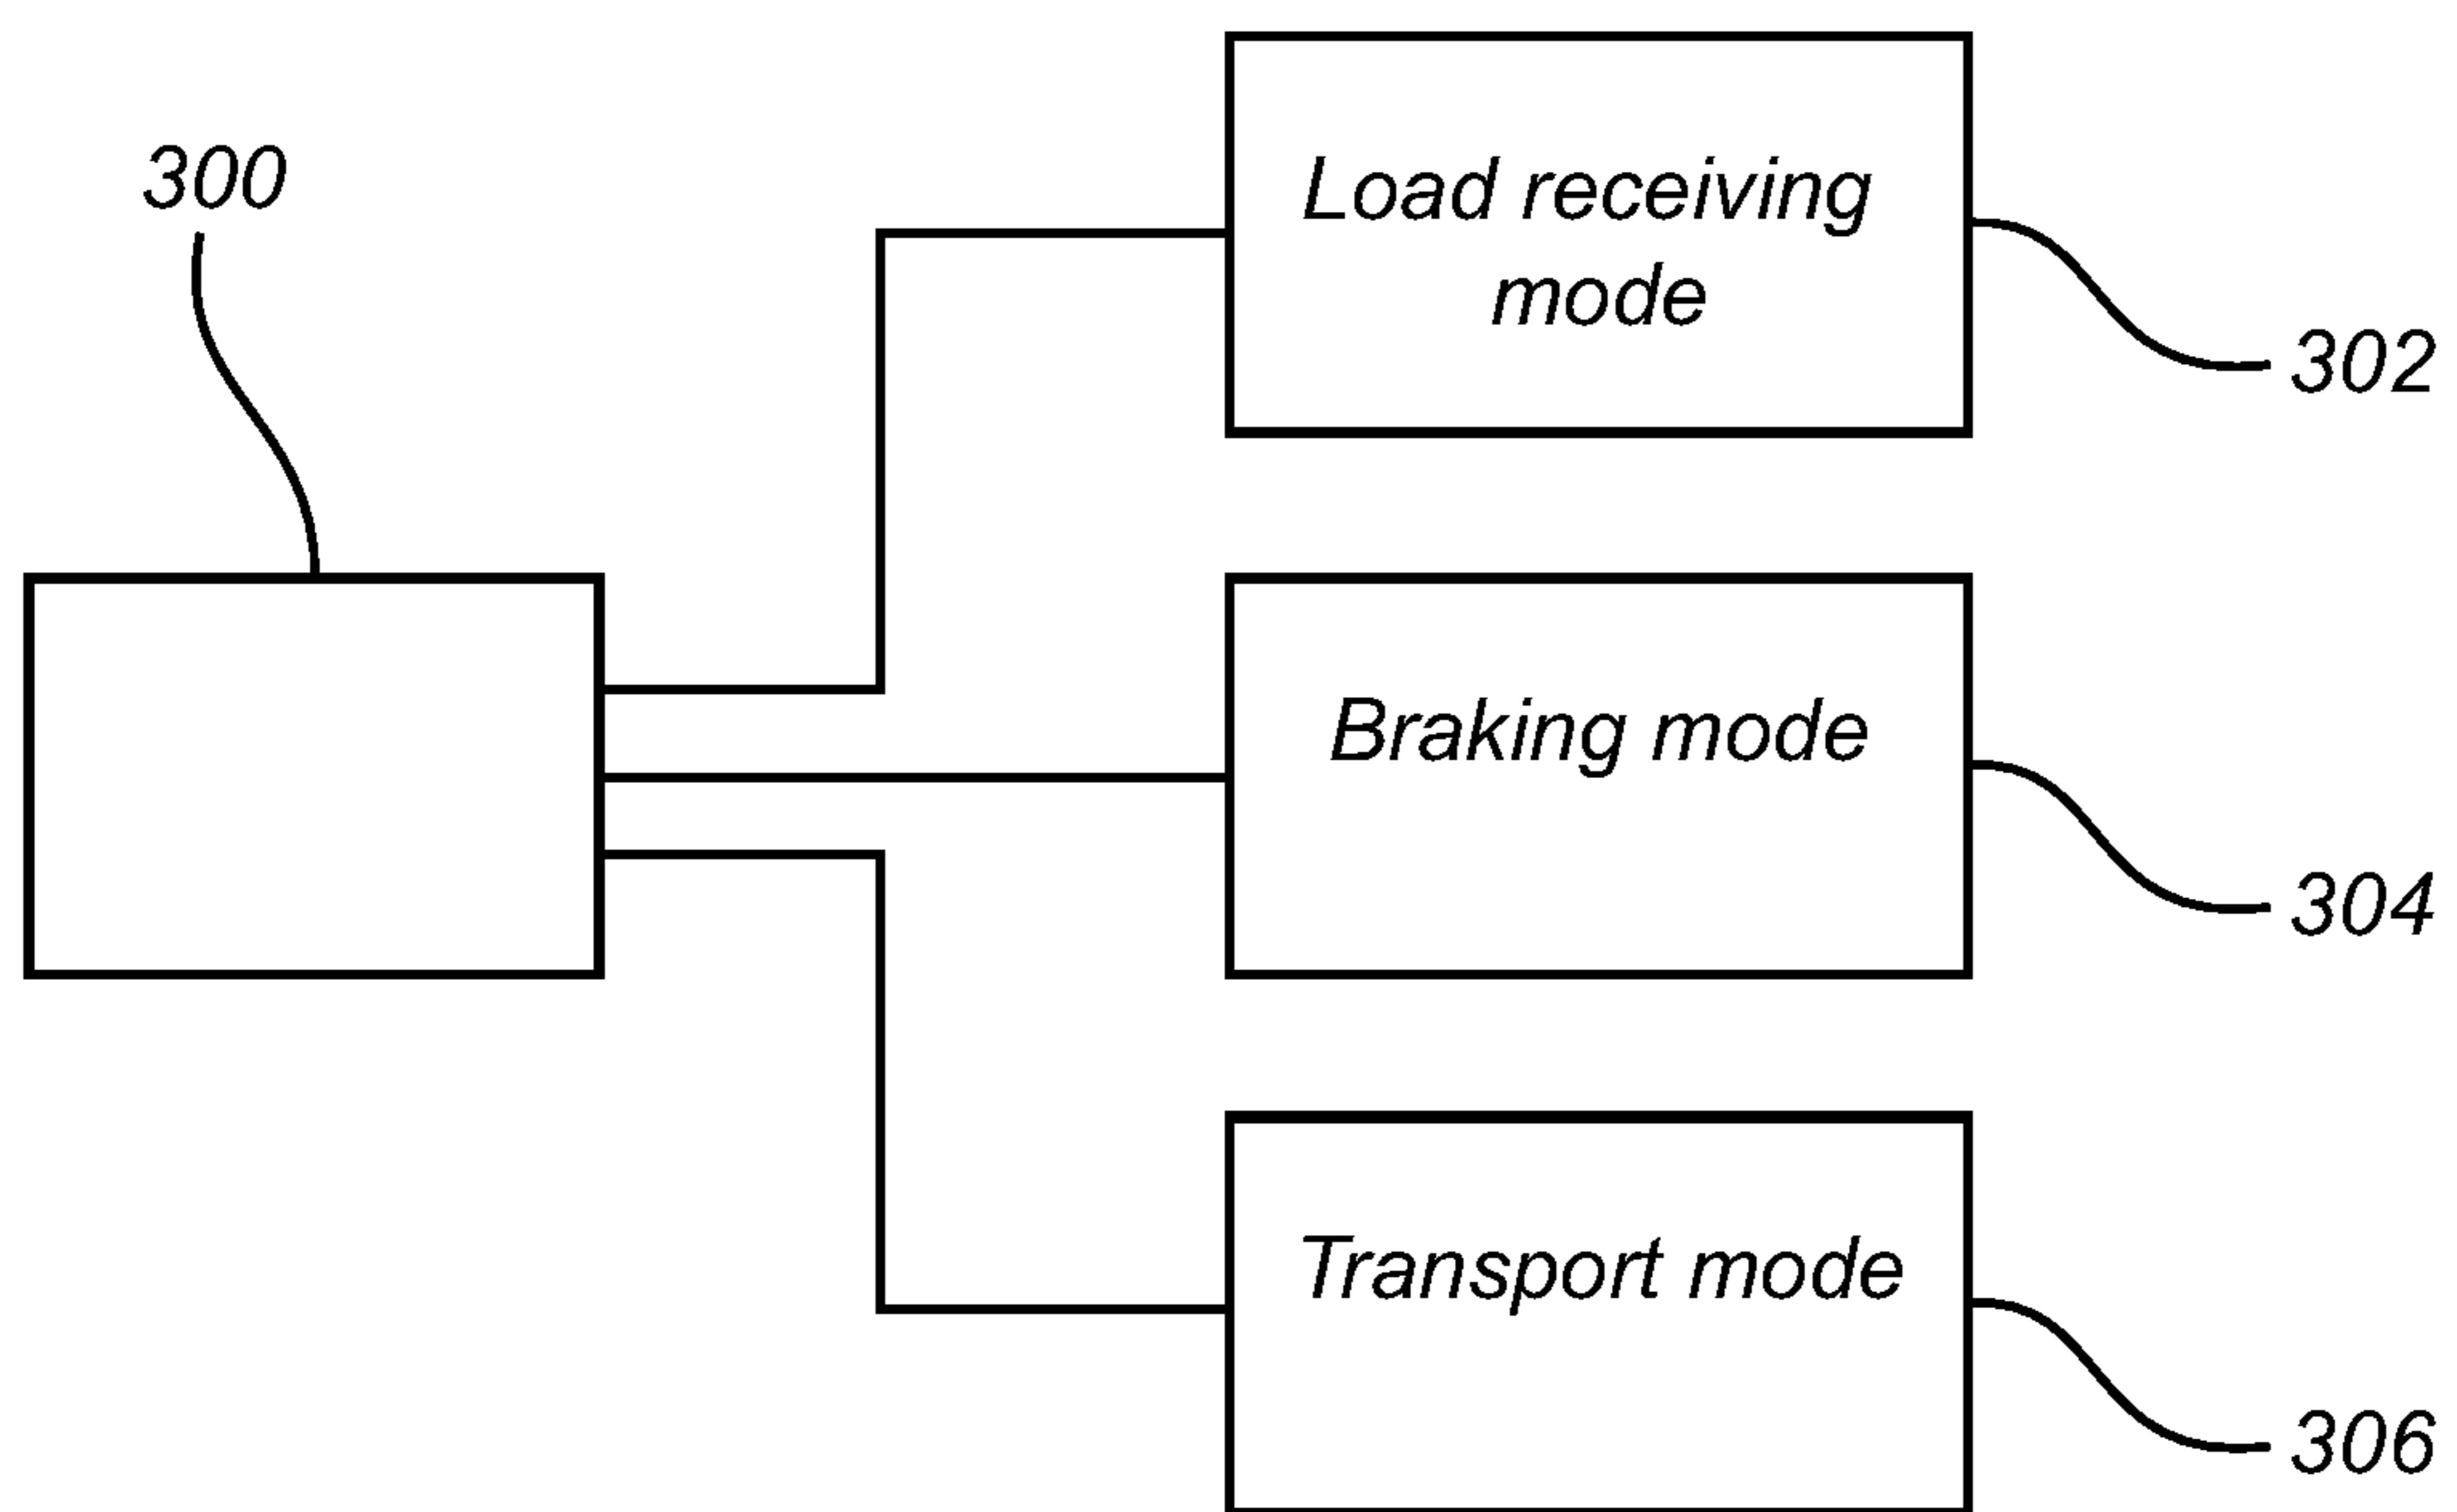 300
Load receiving
mode
302
Braking mode
304
Transport mode
306